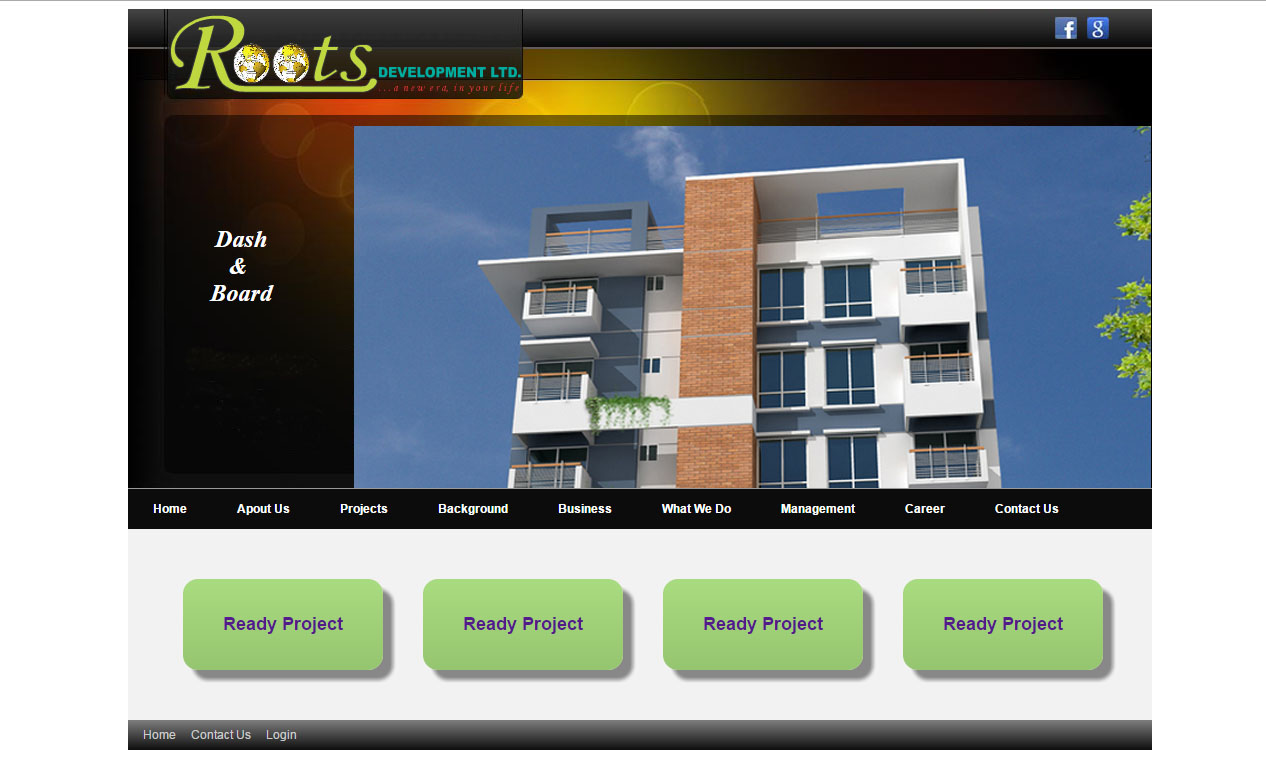 Roots
DEVELOPMENT LTD.
...a new era, in your life
f g
Dash
&
Board
Home Apout Us Projects Background Business What We Do Management Career Contact Us
Ready Project Ready Project Ready Project Ready Project
Home Contact Us Login